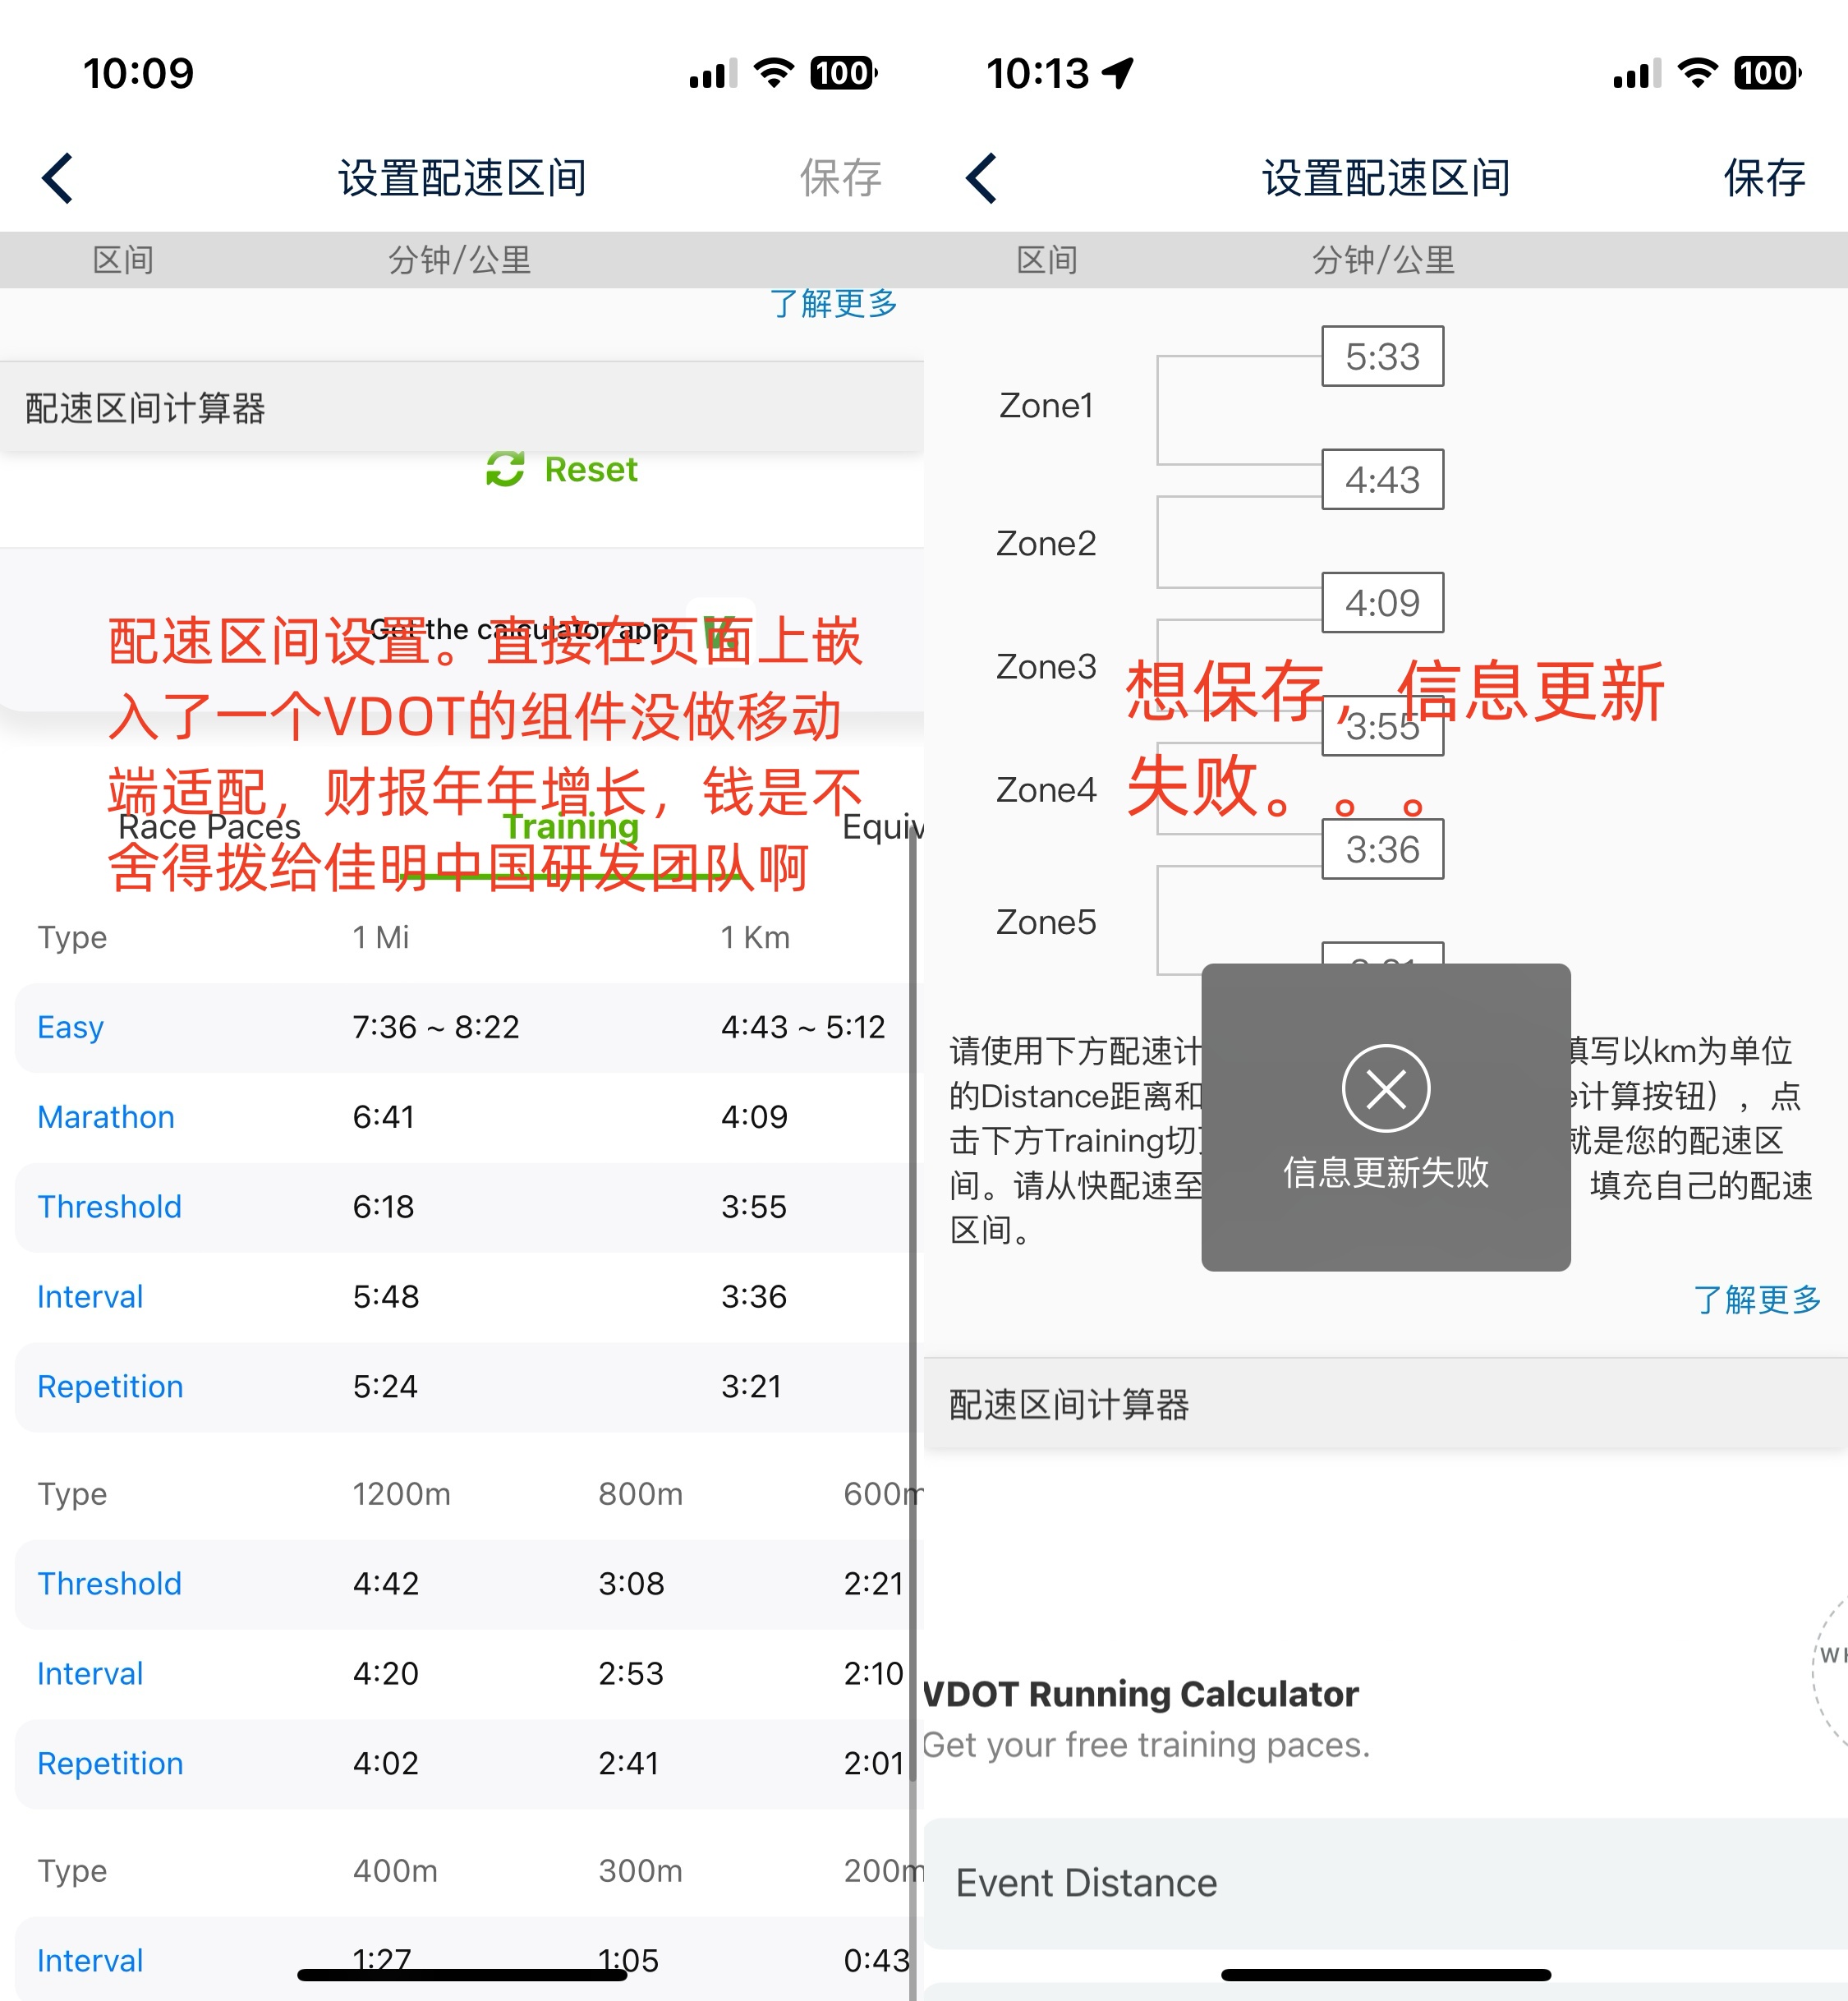 10:09
100
设置配速区间
保存
区间
分钟/公里
了解更多
配速区间计算器
Reset
Get the calculator app
配速区间设置。直接在页面上嵌
入了一个VDOT的组件没做移动
端适配，财报年年增长，钱是不
舍得拨给佳明中国研发团队啊
Race Paces
Training
Equiv
Type 1 Mi 1 Km
Easy 7:36 ~ 8:22 4:43 ~ 5:12
Marathon 6:41 4:09
Threshold 6:18 3:55
Interval 5:48 3:36
Repetition 5:24 3:21
Type 1200m 800m 600m
Threshold 4:42 3:08 2:21
Interval 4:20 2:53 2:10
Repetition 4:02 2:41 2:01
Type 400m 300m 200m
Interval 1:27 1:05 0:43
10:13
100
设置配速区间
保存
区间
分钟/公里
5:33
Zone1
4:43
Zone2
4:09
Zone3
想保存，信息更新
失败。。。
3:55
Zone4
3:36
Zone5
请使用下方配速计 填写以km为单位
的Distance距离和 e计算按钮），点
击下方Training切 就是您的配速区
间。请从快配速至 填充自己的配速
区间。
信息更新失败
了解更多
配速区间计算器
VDOT Running Calculator
Get your free training paces.
Event Distance